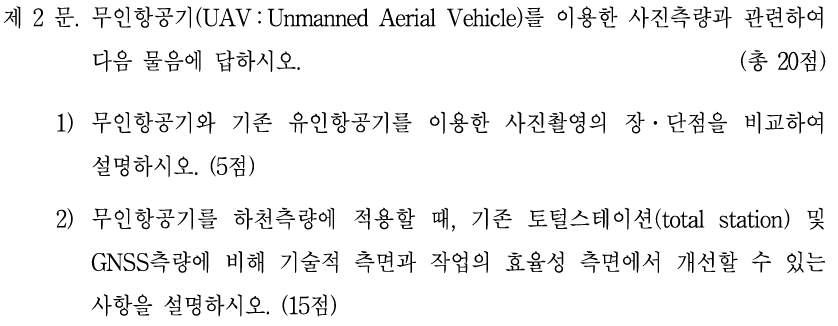 제 2 문. 무인항공기(UAV : Unmanned Aerial Vehicle)를 이용한 사진측량과 관련하여
다음 물음에 답하시오. (총 20점)
1) 무인항공기와 기존 유인항공기를 이용한 사진촬영의 장·단점을 비교하여
설명하시오. (5점)
2) 무인항공기를 하천측량에 적용할 때, 기존 토털스테이션(total station) 및
GNSS측량에 비해 기술적 측면과 작업의 효율성 측면에서 개선할 수 있는
사항을 설명하시오. (15점)